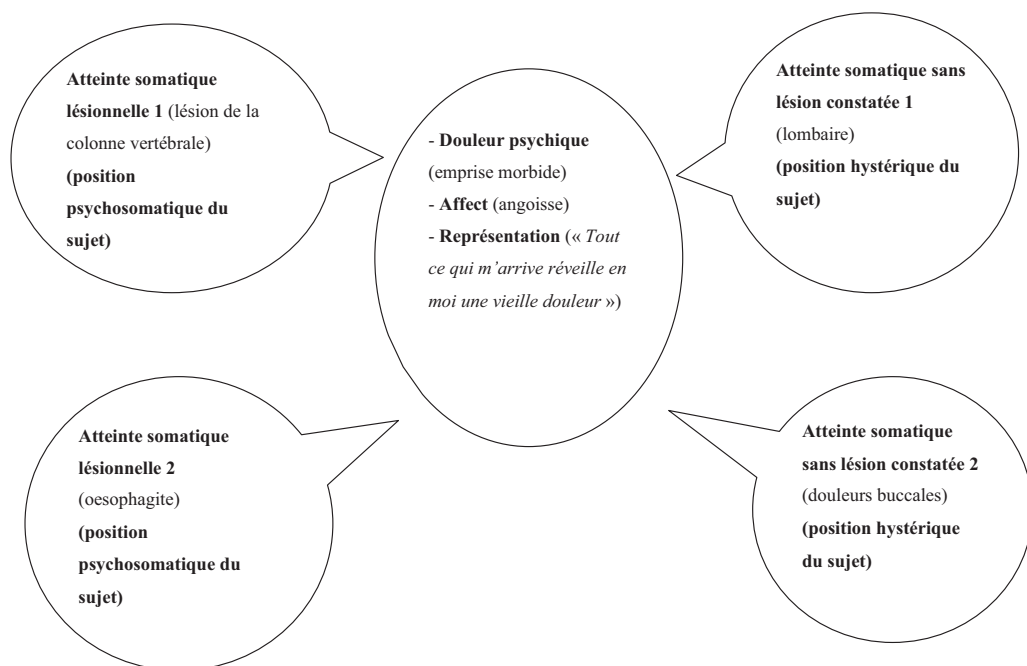 Atteinte somatique
lésionnelle 1 (lésion de la
colonne vertébrale)
(position
psychosomatique du
sujet)
- Douleur psychique
(emprise morbide)
- Affect (angoisse)
- Représentation (« Tout
ce qui m’arrive réveille en
moi une vieille douleur »)
Atteinte somatique sans
lésion constatée 1
(lombaire)
(position hystérique du
sujet)
Atteinte somatique
lésionnelle 2
(oesophagite)
(position
psychosomatique du
sujet)
Atteinte somatique
sans lésion constatée 2
(douleurs buccales)
(position hystérique
du sujet)